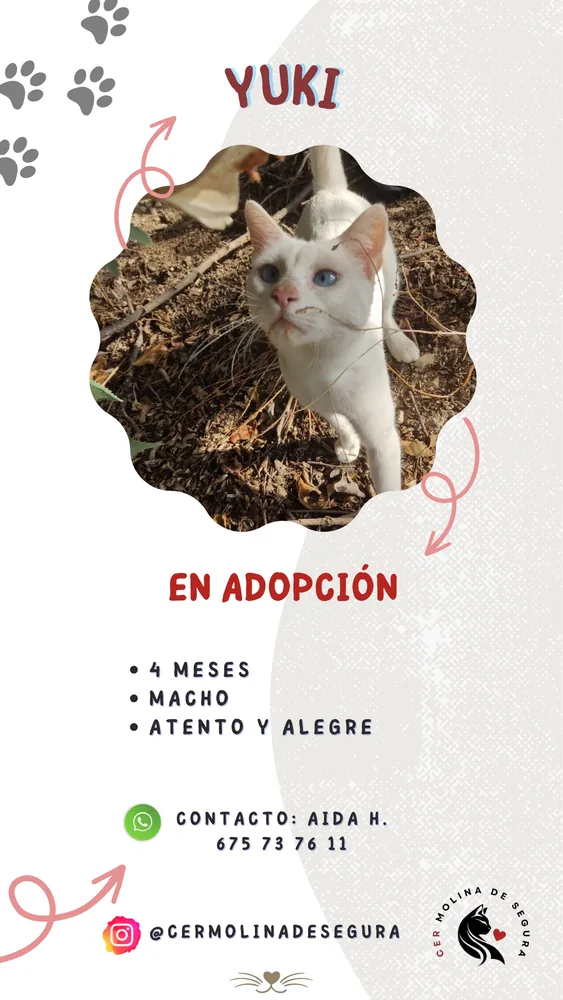 YUKI
EN ADOPCIÓN
• 4 MESES
• MACHO
• ATENTO Y ALEGRE
CONTACTO: AIDA H.
675 73 76 11
@CERMOLINADESEGURA
CER MOLINA DE SEGURA